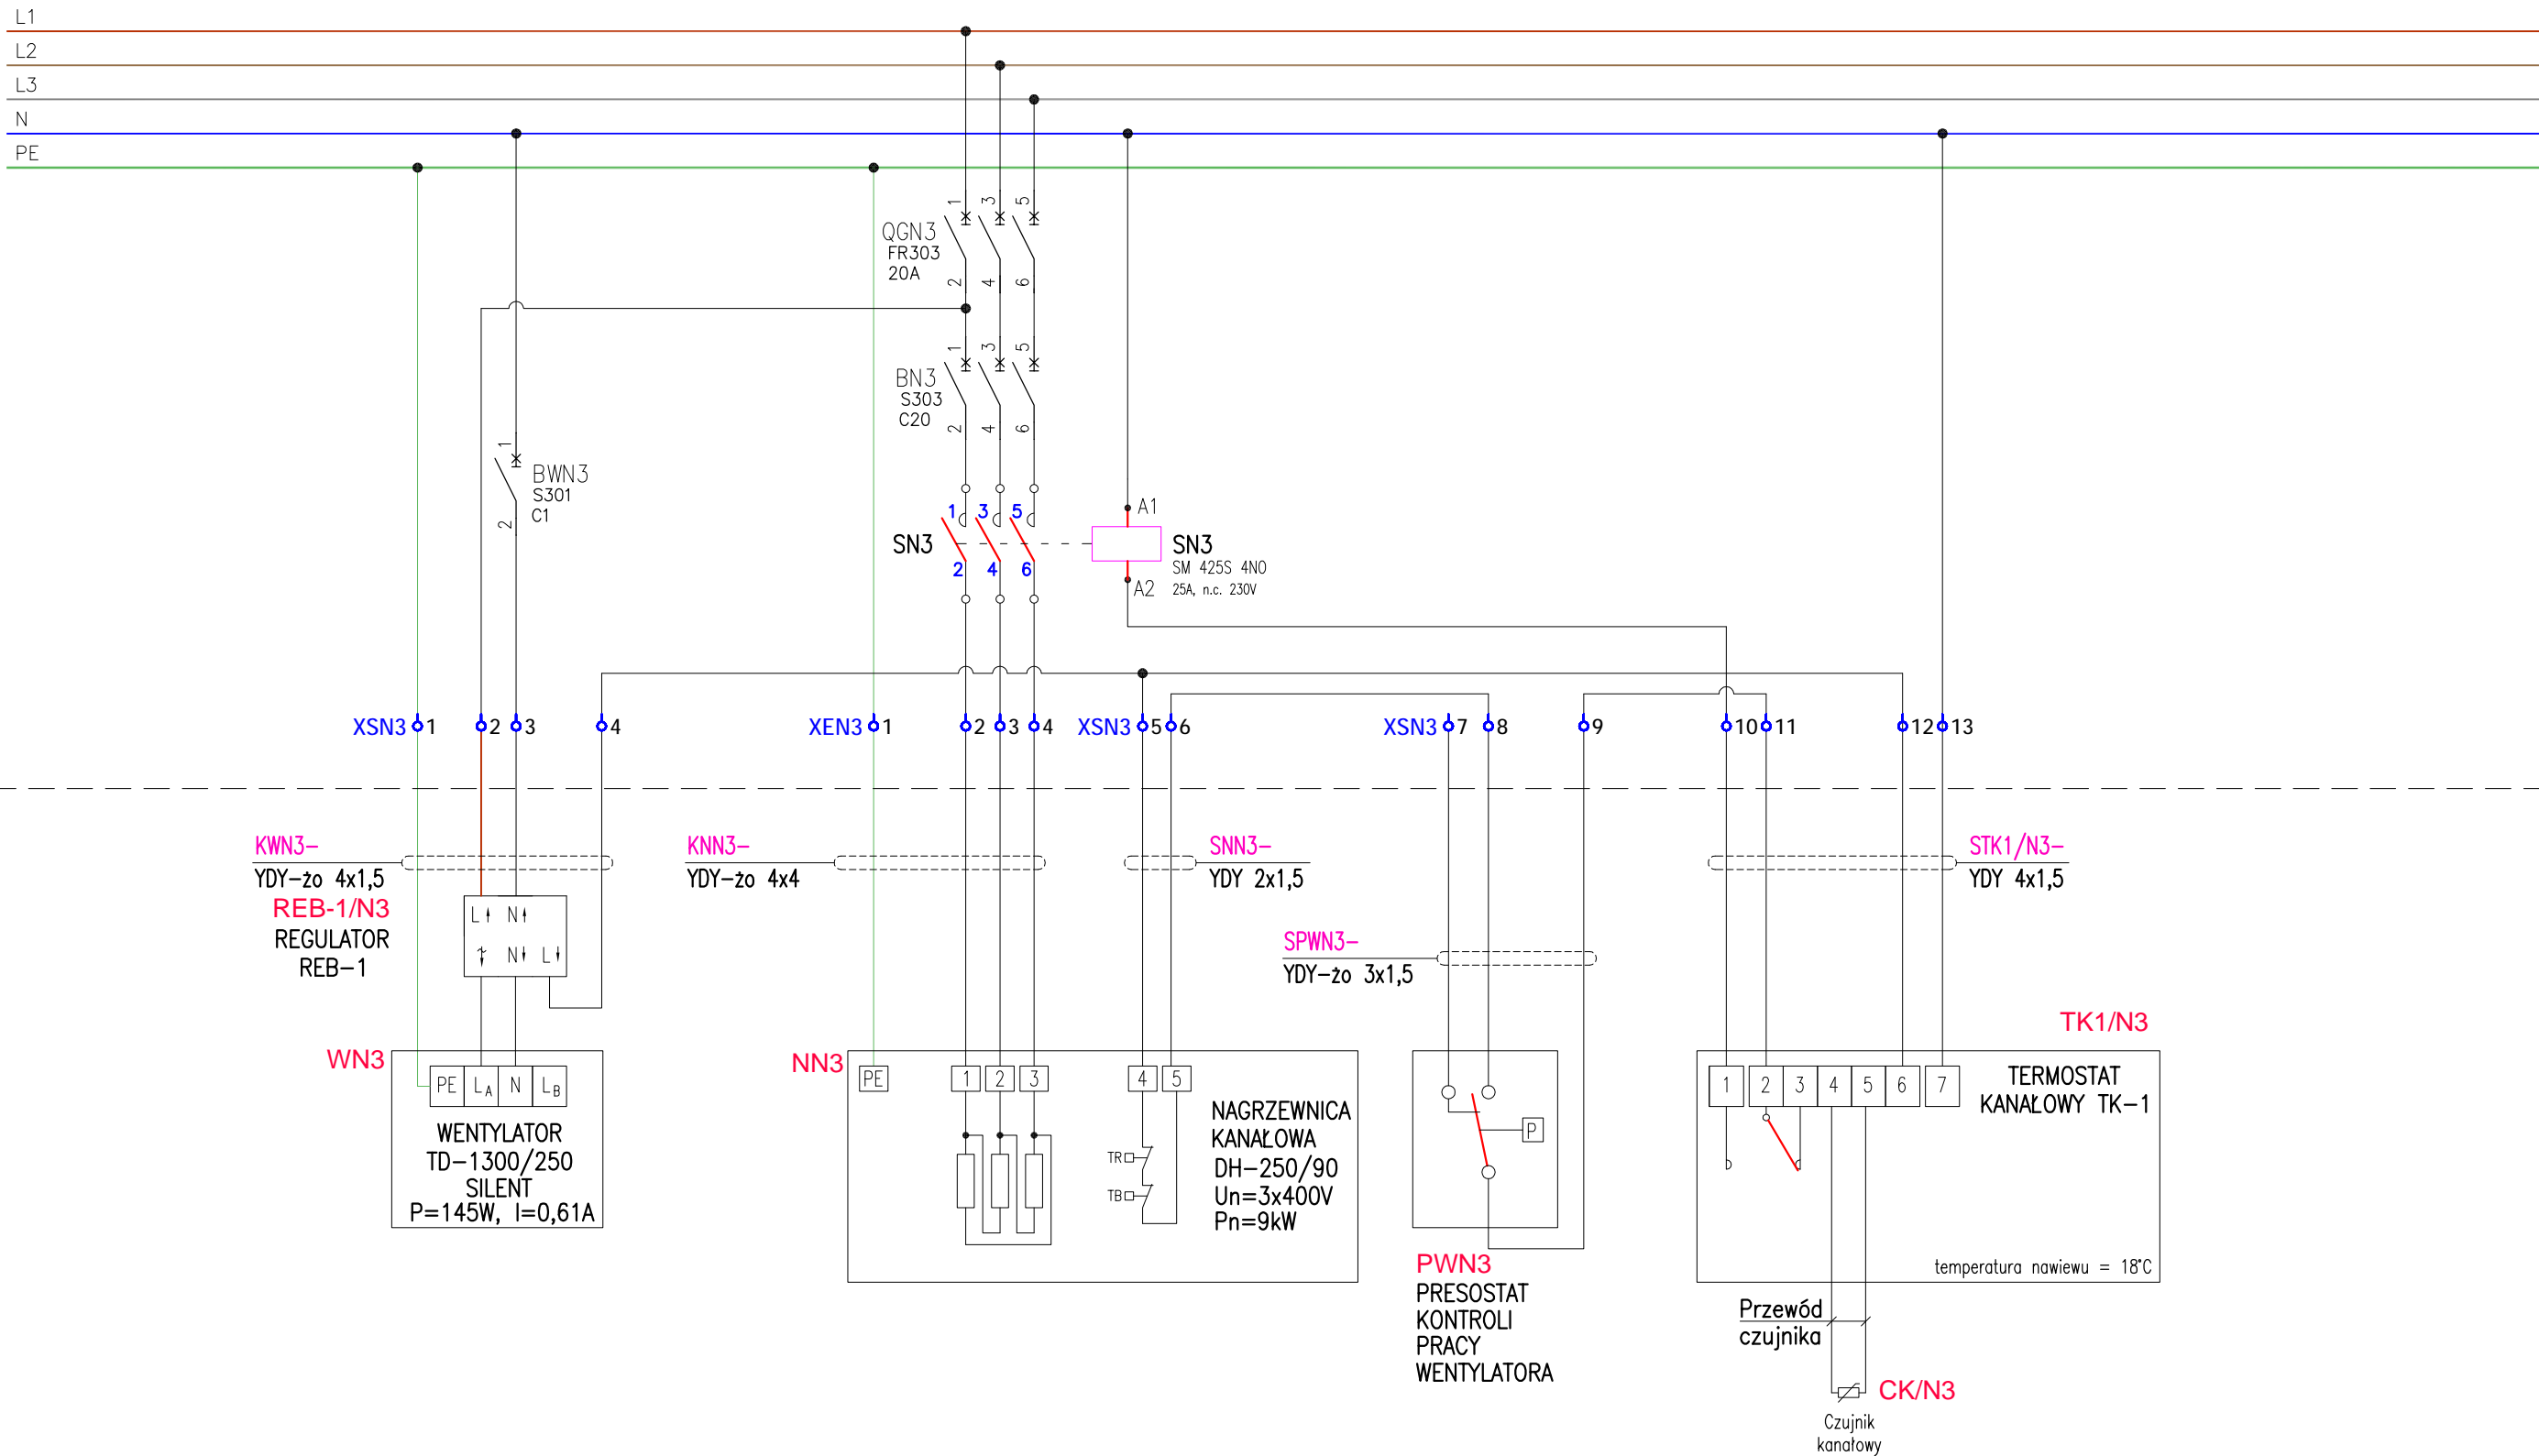 L1
L2
L3
N
PE
QGN3
FR303
20A
1 3 5
2 4 6
BN3
S303
C20
1 3 5
2 4 6
BWN3
S301
C1
1
2
SN3
1 3 5
2 4 6
A1
SN3
SM 425S 4NO
A2
25A, n.c. 230V
XSN3 1 2 3 4
XEN3 1 2 3 4
XSN3 5 6
XSN3 7 8 9 10 11 12 13
KWN3-
YDY-żo 4x1,5
KNN3-
YDY-żo 4x4
SNN3-
YDY 2x1,5
STK1/N3-
YDY 4x1,5
SPWN3-
YDY-żo 3x1,5
REB-1/N3
REGULATOR
REB-1
L N
N L
WN3
PE LA N LB
WENTYLATOR
TD-1300/250
SILENT
P=145W, I=0,61A
NN3
PE 1 2 3 4 5
TR
TB
NAGRZEWNICA
KANAŁOWA
DH-250/90
Un=3x400V
Pn=9kW
P
PWN3
PRESOSTAT
KONTROLI
PRACY
WENTYLATORA
TK1/N3
1 2 3 4 5 6 7
TERMOSTAT
KANAŁOWY TK-1
temperatura nawiewu = 18°C
Przewód
czujnika
CK/N3
Czujnik
kanałowy